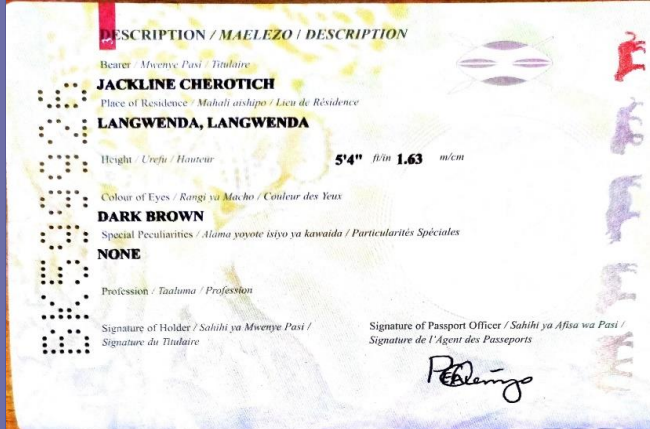 3
DESCRIPTION / MAELEZO / DESCRIPTION
Bearer / Mwenye Pasi / Titulaire
JACKLINE CHEROTICH
Place of Residence / Mahali aishipo / Lieu de Résidence
LANGWENDA, LANGWENDA
Height / Urefu / Hauteur 5'4" ft/in 1.63 m/cm
Colour of Eyes / Rangi ya Macho / Couleur des Yeux
DARK BROWN
Special Peculiarities / Alama yoyote isiyo ya kawaida / Particularités Spéciales
NONE
Profession / Taaluma / Profession
Signature of Holder / Sahihi ya Mwenye Pasi /
Signature du Titulaire
Signature of Passport Officer / Sahihi ya Afisa wa Pasi /
Signature de l'Agent des Passeports